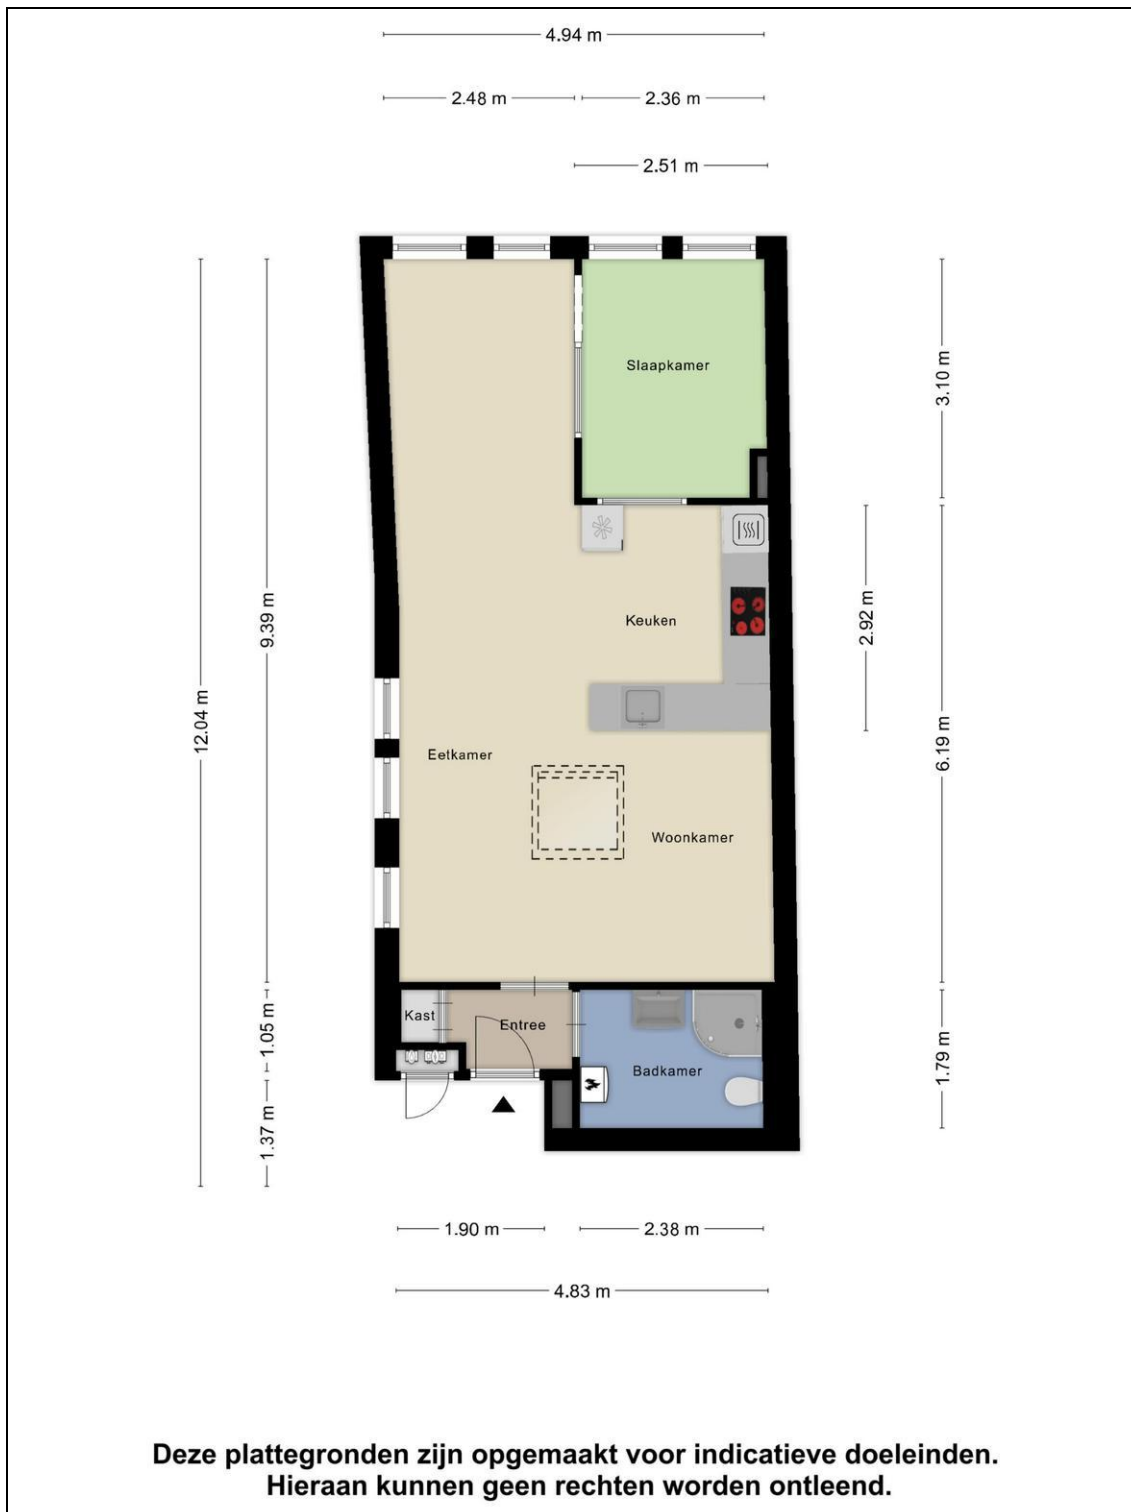 4.94 m
2.48 m
2.36 m
2.51 m
Slaapkamer
3.10 m
9.39 m
2.92 m
Keuken
12.04 m
6.19 m
Eetkamer
Woonkamer
Kast
Entree
1.05 m
Badkamer
1.79 m
1.37 m
1.90 m
2.38 m
4.83 m
Deze plattegronden zijn opgemaakt voor indicatieve doeleinden.
Hieraan kunnen geen rechten worden ontleend.